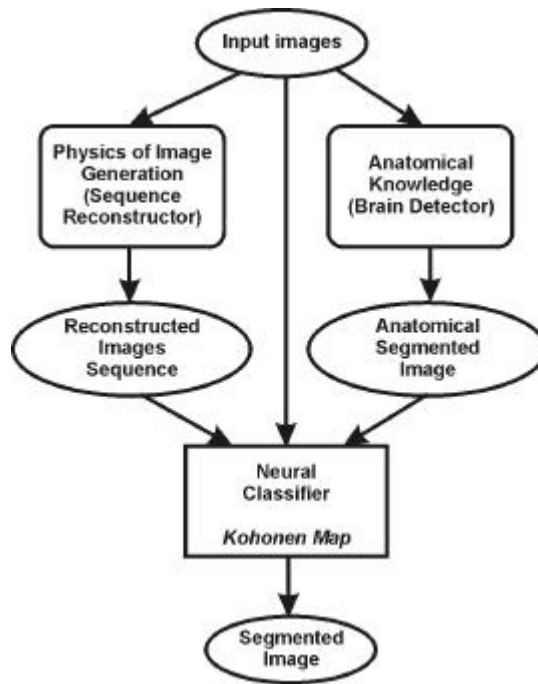 Input images
Physics of Image
Generation
(Sequence
Reconstructor)
Anatomical
Knowledge
(Brain Detector)
Reconstructed
Images
Sequence
Anatomical
Segmented
Image
Neural
Classifier
Kohonen Map
Segmented
Image